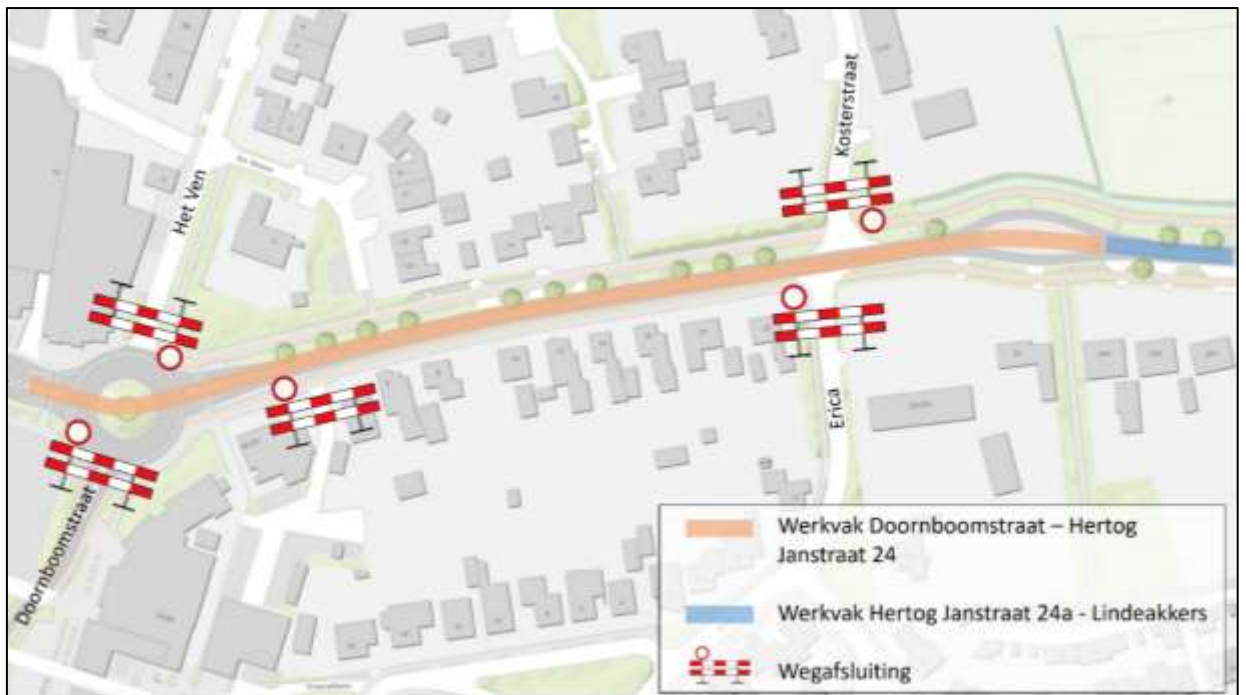 Kosterstraat
Het Ven
Erica
Doornboomstraat
Werkvak Doornboomstraat – Hertog
Janstraat 24
Werkvak Hertog Janstraat 24a - Lindeakkers
Wegafsluiting